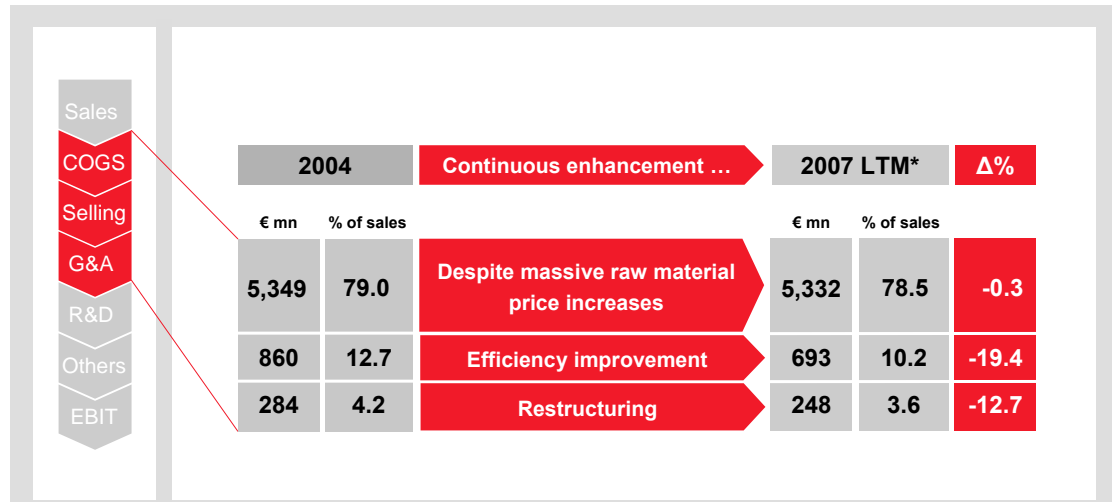 Sales
COGS
Selling
G&A
R&D
Others
EBIT
2004 Continuous enhancement … 2007 LTM* Δ%
€ mn % of sales € mn % of sales
5,349 79.0 Despite massive raw material
price increases 5,332 78.5 -0.3
860 12.7 Efficiency improvement 693 10.2 -19.4
284 4.2 Restructuring 248 3.6 -12.7